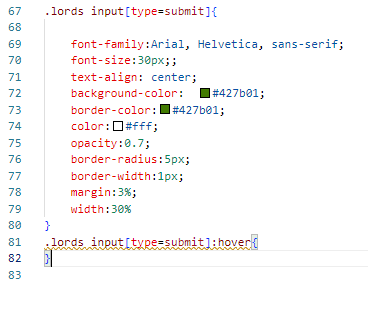 67 .lords input[type=submit]{
68
69 font-family:Arial, Helvetica, sans-serif;
70 font-size:30px;;
71 text-align: center;
72 background-color: #427b01;
73 border-color:#427b01;
74 color:#fff;
75 opacity:0.7;
76 border-radius:5px;
77 border-width:1px;
78 margin:3%;
79 width:30%
80 }
81 .lords input[type=submit]:hover{
82 }
83